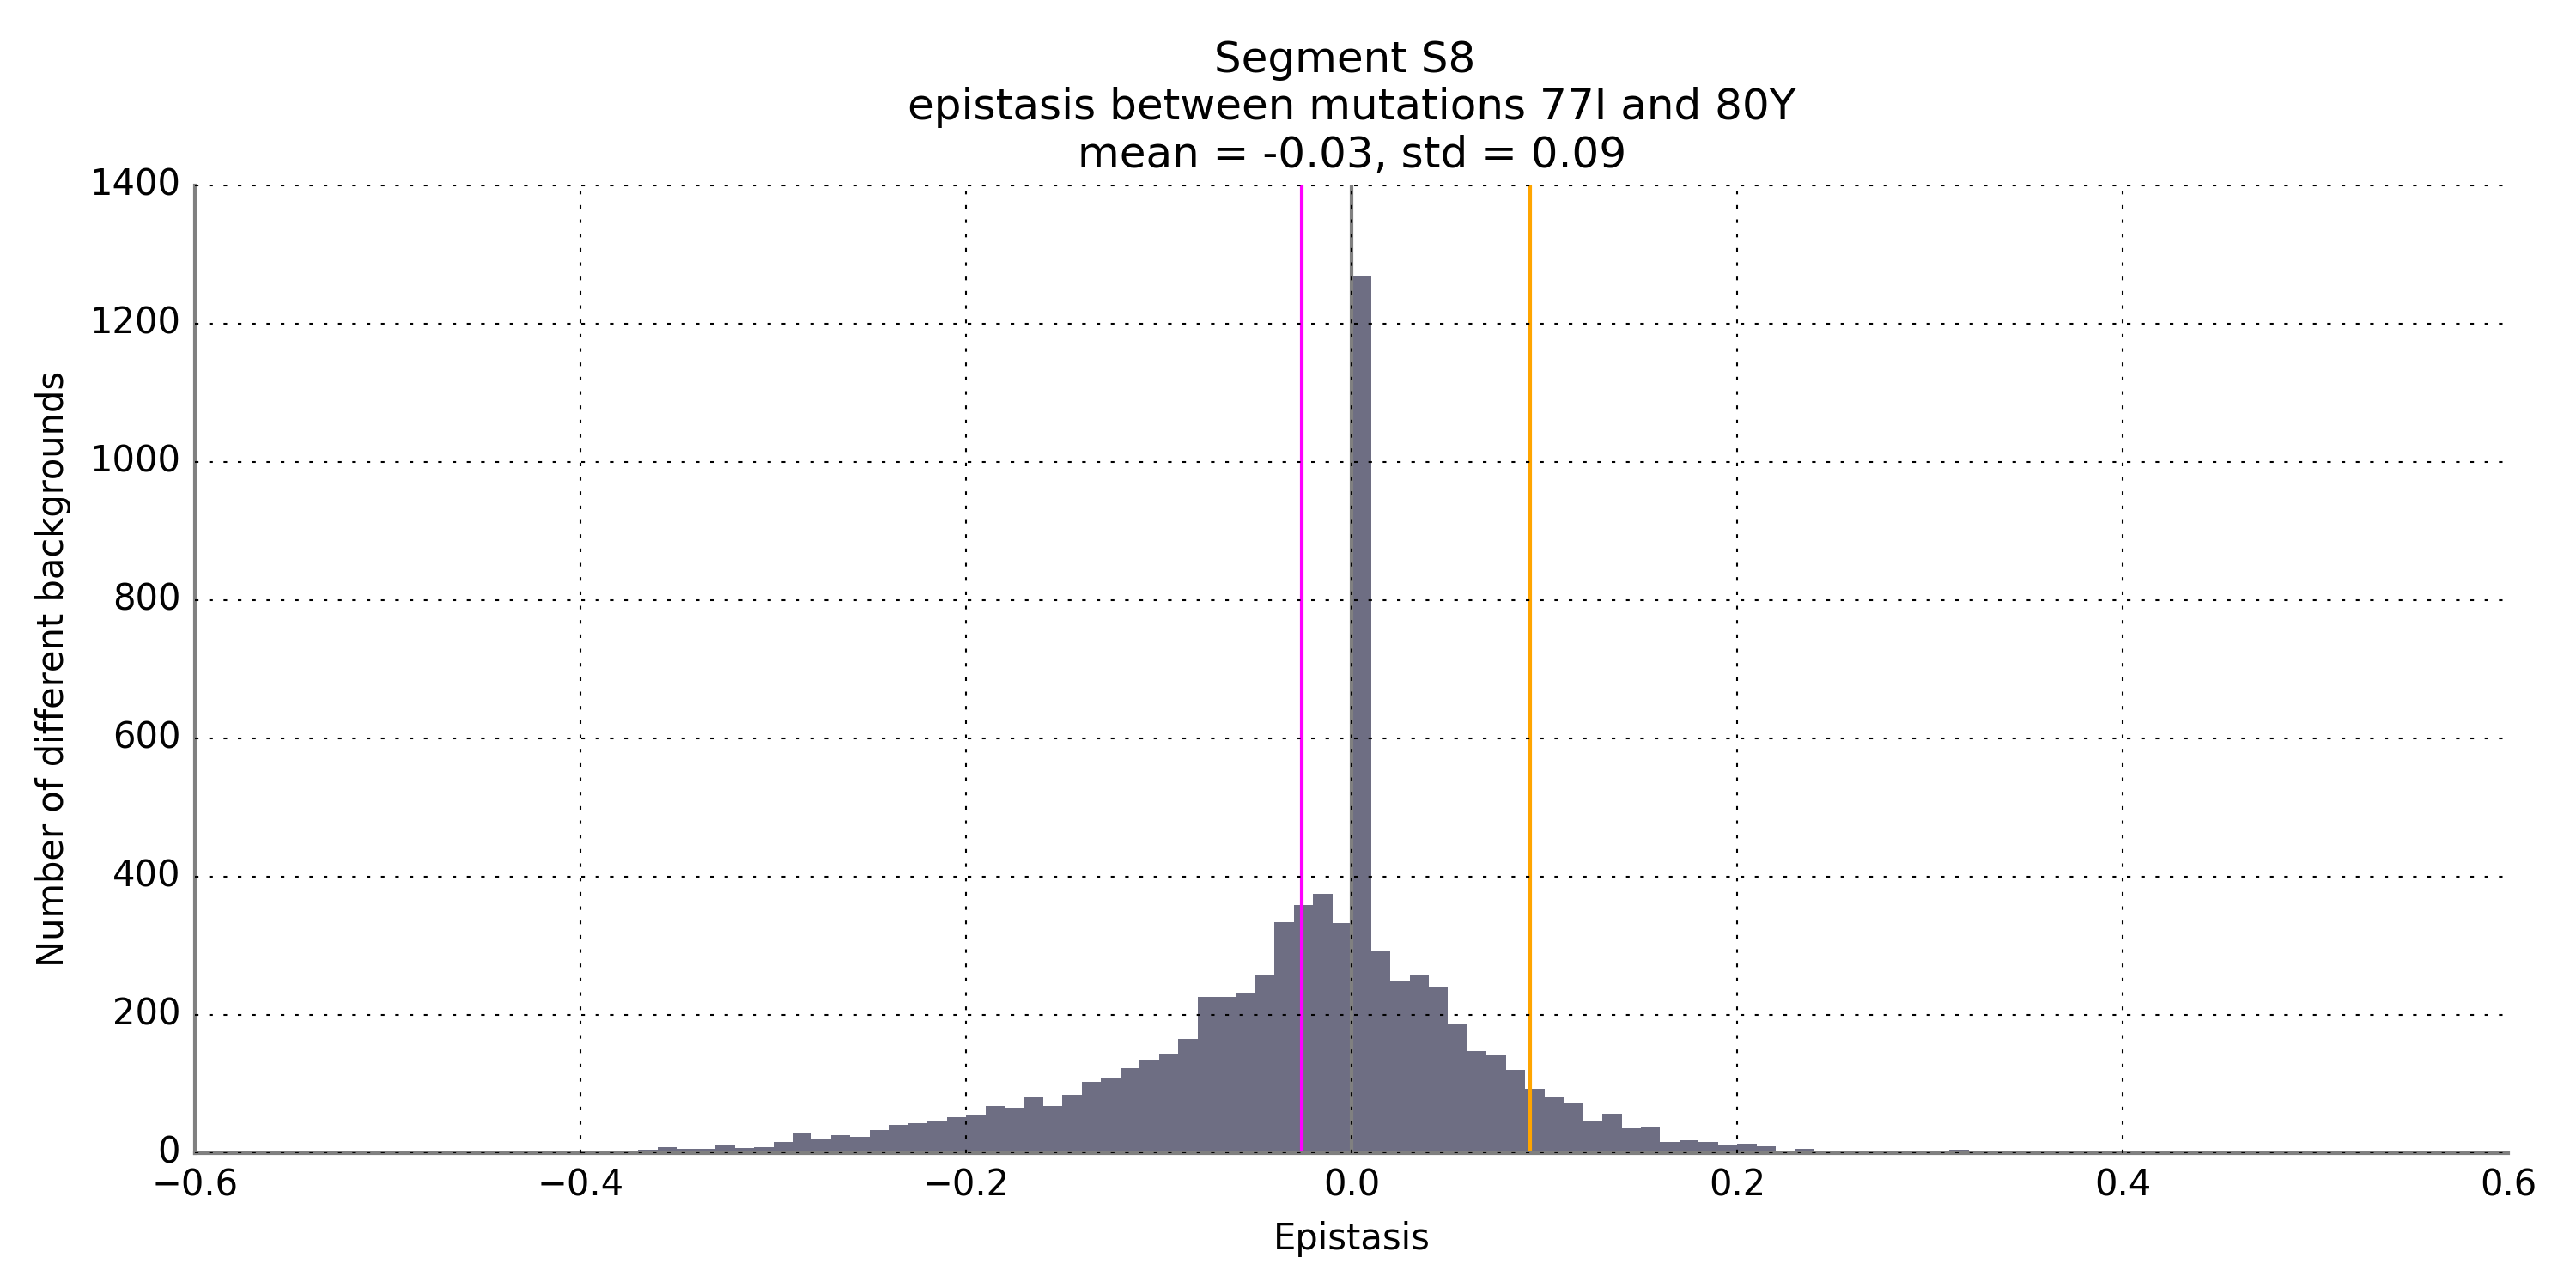 Segment S8
epistasis between mutations 77I and 80Y
mean = -0.03, std = 0.09
1400
1200
1000
800
600
400
200
0
Number of different backgrounds
−0.6 −0.4 −0.2 0.0 0.2 0.4 0.6
Epistasis